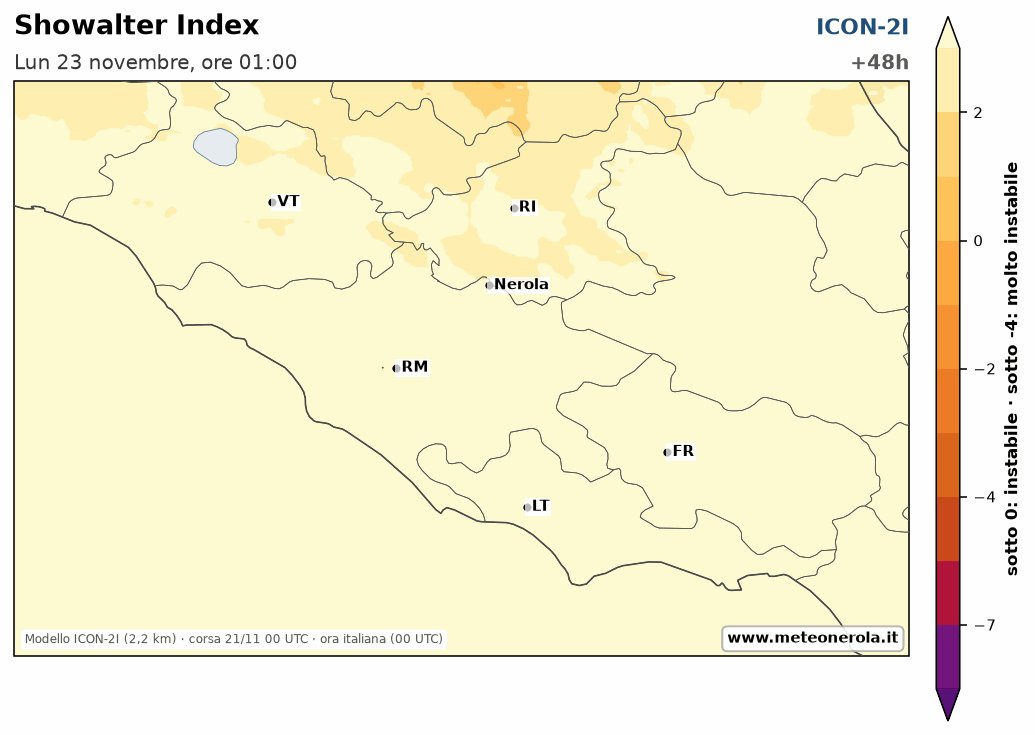 Showalter Index
ICON-2I
Lun 23 novembre, ore 01:00
+48h
VT
RI
Nerola
RM
FR
LT
2
0
−2
−4
−7
sotto 0: instabile · sotto -4: molto instabile
Modello ICON-2I (2,2 km) · corsa 21/11 00 UTC · ora italiana (00 UTC)
www.meteonerola.it